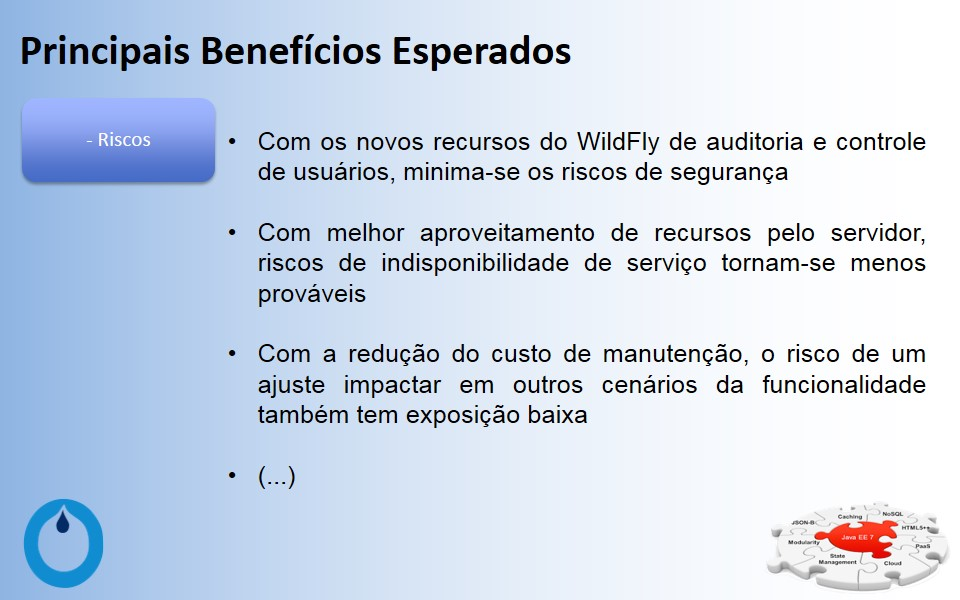 Principais Benefícios Esperados
- Riscos
• Com os novos recursos do WildFly de auditoria e controle
de usuários, minima-se os riscos de segurança
• Com melhor aproveitamento de recursos pelo servidor,
riscos de indisponibilidade de serviço tornam-se menos
prováveis
• Com a redução do custo de manutenção, o risco de um
ajuste impactar em outros cenários da funcionalidade
também tem exposição baixa
• (...)
Caching
NoSQL
JSON-B
HTML5++
Java EE 7
Modularity
PaaS
State
Management
Cloud